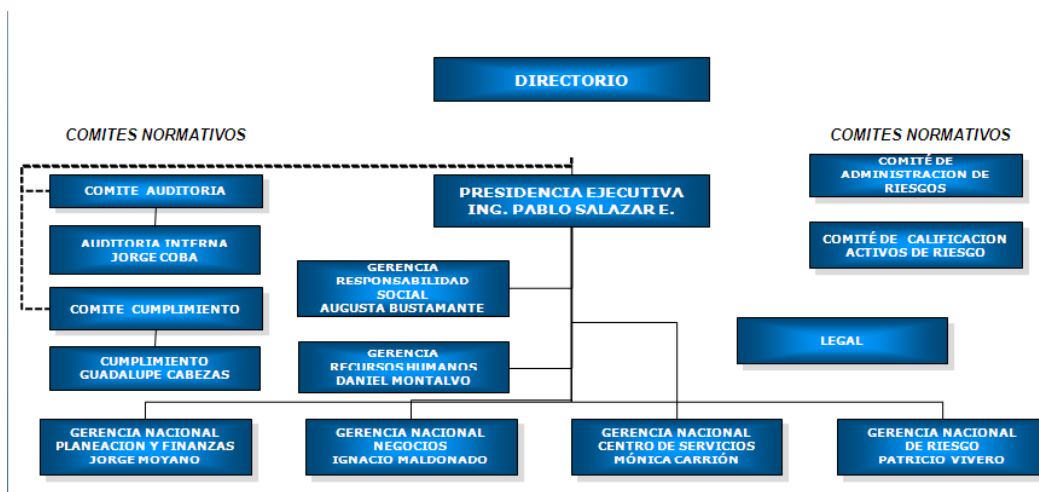 DIRECTORIO
COMITES NORMATIVOS
COMITES NORMATIVOS
COMITÉ DE
ADMINISTRACION DE
RIESGOS
COMITE AUDITORIA
PRESIDENCIA EJECUTIVA
ING. PABLO SALAZAR E.
AUDITORIA INTERNA
JORGE COBA
COMITÉ DE CALIFICACION
ACTIVOS DE RIESGO
GERENCIA
RESPONSABILIDAD
SOCIAL
AUGUSTA BUSTAMANTE
COMITE CUMPLIMIENTO
LEGAL
CUMPLIMIENTO
GUADALUPE CABEZAS
GERENCIA
RECURSOS HUMANOS
DANIEL MONTALVO
GERENCIA NACIONAL
PLANEACION Y FINANZAS
JORGE MOYANO
GERENCIA NACIONAL
NEGOCIOS
IGNACIO MALDONADO
GERENCIA NACIONAL
CENTRO DE SERVICIOS
MÓNICA CARRIÓN
GERENCIA NACIONAL
DE RIESGO
PATRICIO VIVERO